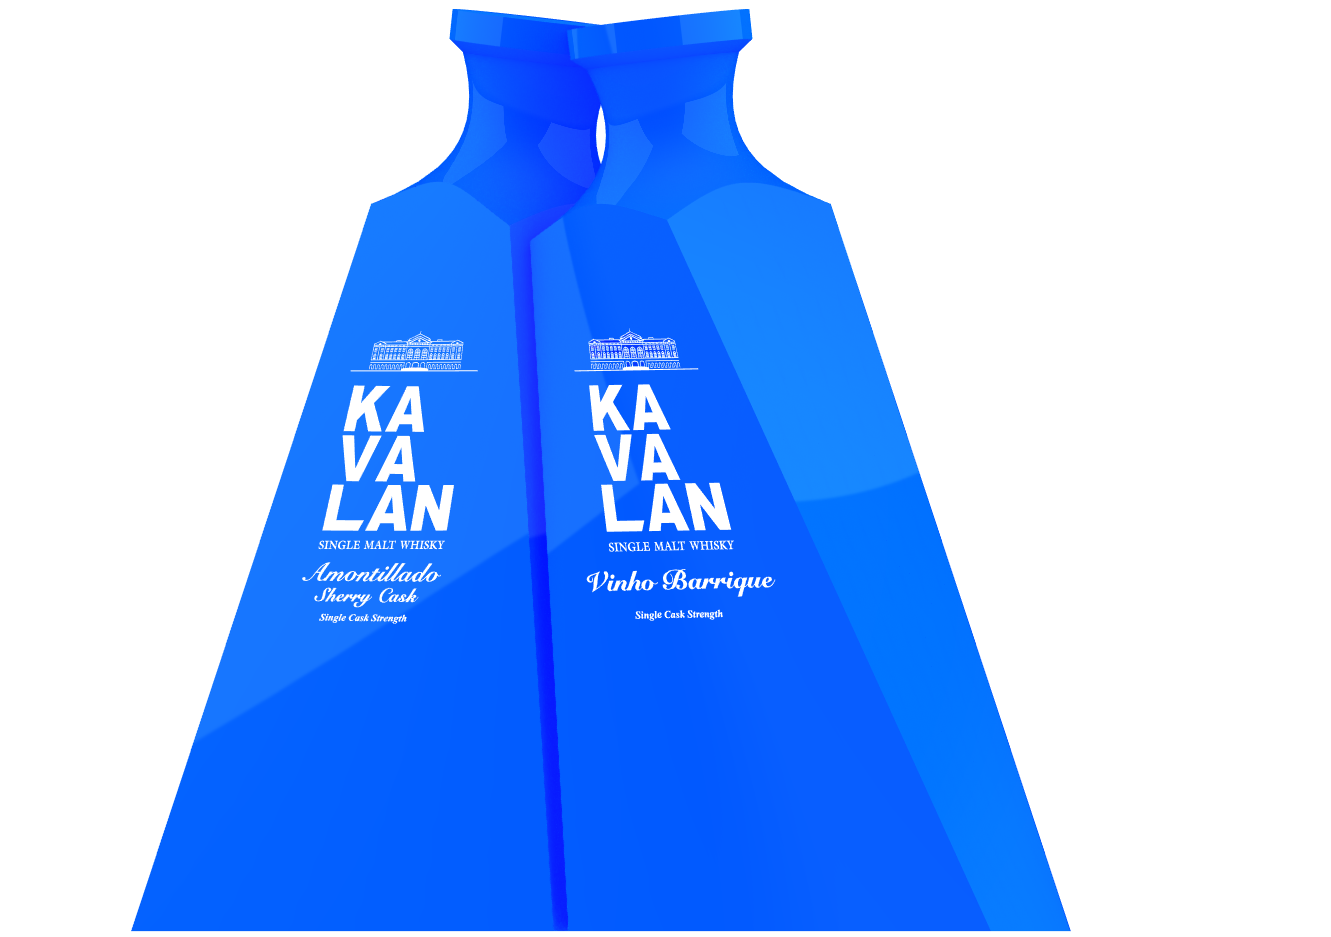 KA
VA
LAN
SINGLE MALT WHISKY
Amontillado
Sherry Cask
Single Cask Strength
KA
VA
LAN
SINGLE MALT WHISKY
Vinho Barrique
Single Cask Strength